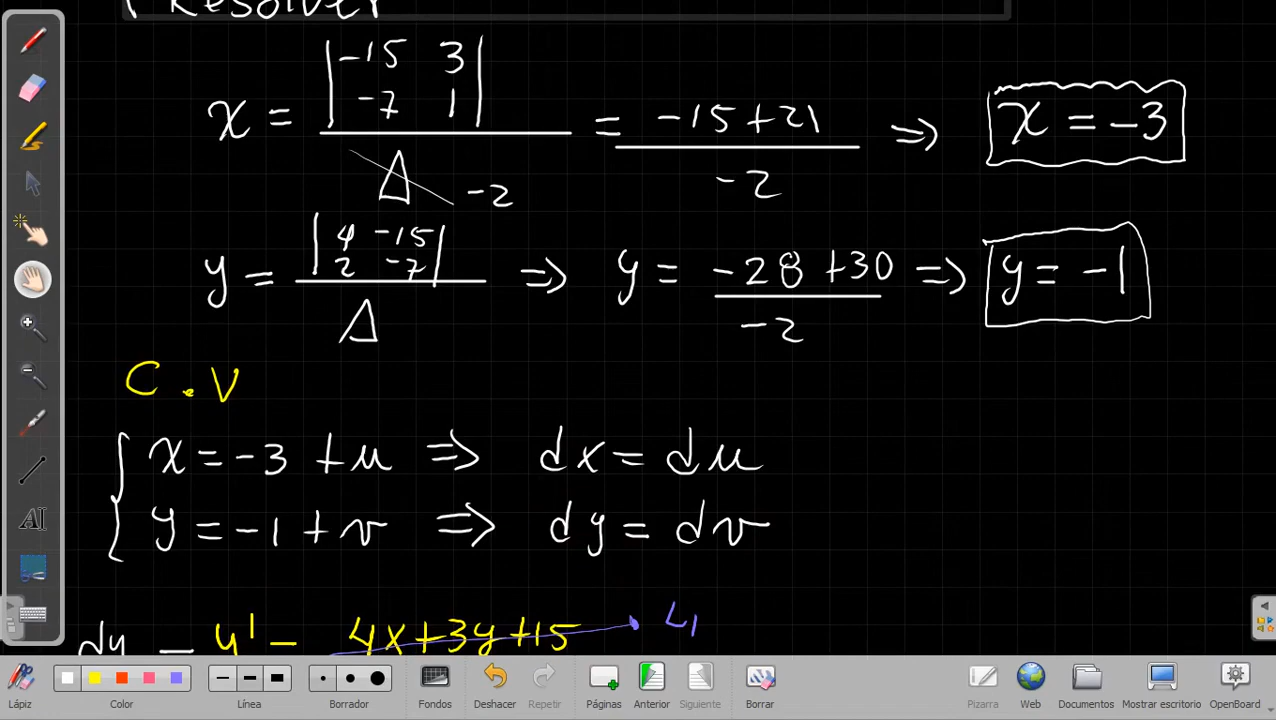 Resolver
x = |-15 3| / Δ -2 = -15+21 / -2 ⇒ x = -3
|-7 1|
y = |4 -15| / Δ ⇒ y = -28 +30 / -2 ⇒ y = -1
|2 -7|
C.V
{ x = -3 + u ⇒ dx = du
{ y = -1 + v ⇒ dy = dv
dy = y' = 4x+3y+15 L1
Lápiz
Color
Línea
Borrador
Fondos
Deshacer
Repetir
Páginas
Anterior
Siguiente
Borrar
Pizarra
Web
Documentos
Mostrar escritorio
OpenBoard